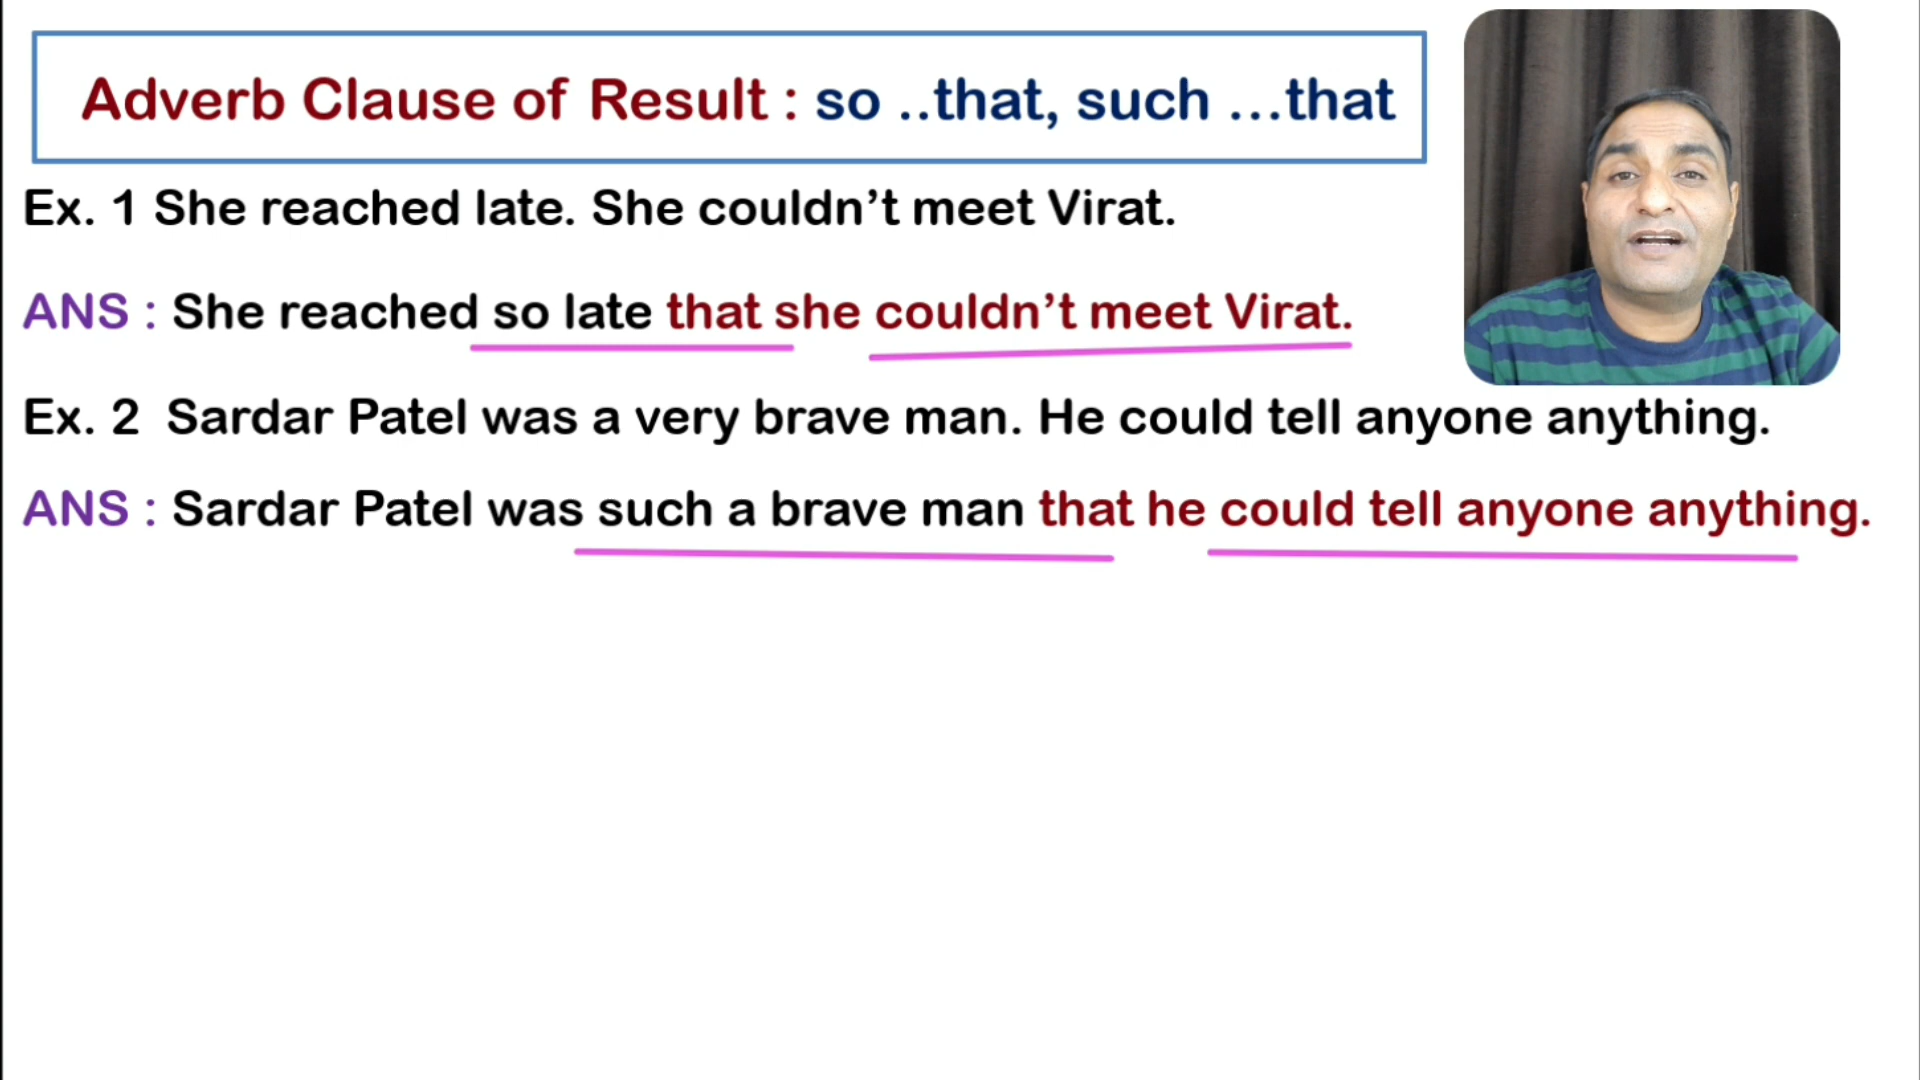 Adverb Clause of Result : so ..that, such ...that
Ex. 1 She reached late. She couldn’t meet Virat.
ANS : She reached so late that she couldn’t meet Virat.
Ex. 2  Sardar Patel was a very brave man. He could tell anyone anything.
ANS : Sardar Patel was such a brave man that he could tell anyone anything.